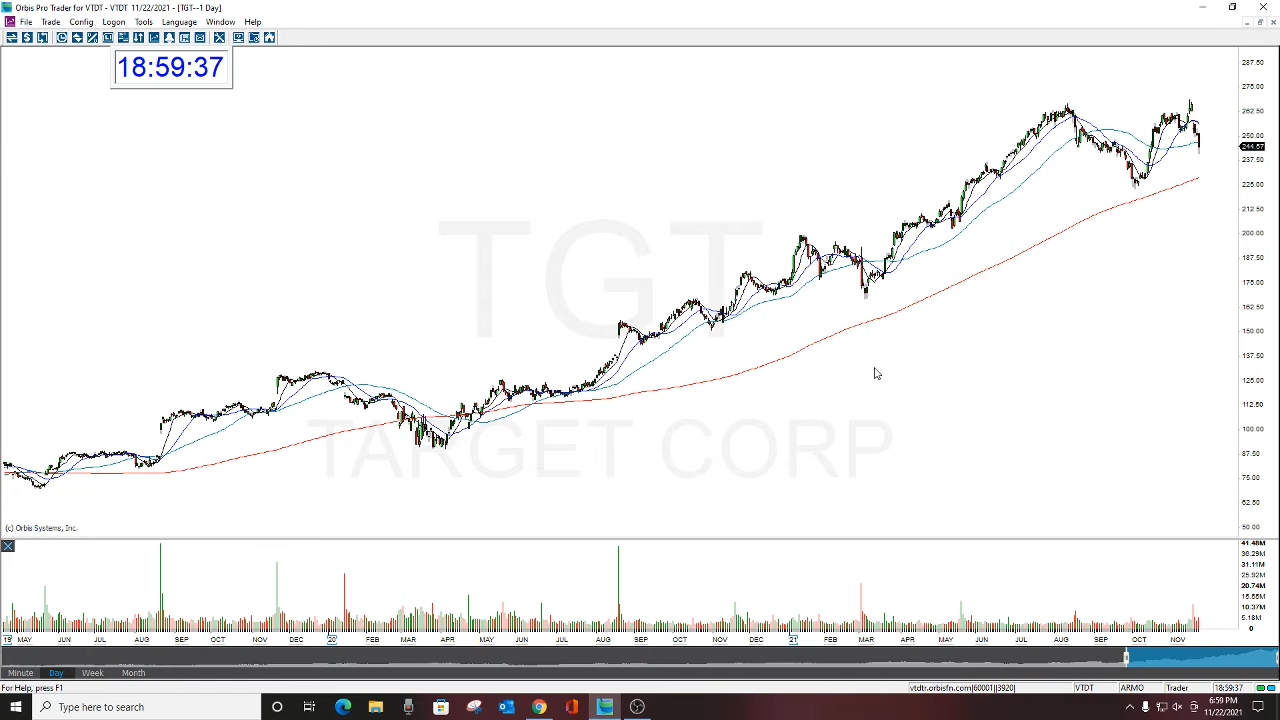 Orbis Pro Trader for VTDT - VTDT 11/22/2021 - [TGT--1 Day]
File Trade Config Logon Tools Language Window Help
18:59:37
287.50
275.00
262.50
250.00
244.67
237.50
225.00
212.50
200.00
187.50
175.00
162.50
150.00
137.50
125.00
112.50
100.00
87.50
75.00
62.50
50.00
TGT
TARGET CORP
(c) Orbis Systems, Inc.
41.48M
36.29M
31.11M
25.92M
20.74M
15.56M
10.37M
5.18M
0
19 MAY JUN JUL AUG SEP OCT NOV DEC 20 FEB MAR APR MAY JUN JUL AUG SEP OCT NOV DEC 21 FEB MAR APR MAY JUN JUL AUG SEP OCT NOV
Minute Day Week Month
For Help, press F1 vtdtr.orbisfn.com|60001||3920| VTDT ARMO Trader 18:59:37
Type here to search
6:59 PM
11/22/2021